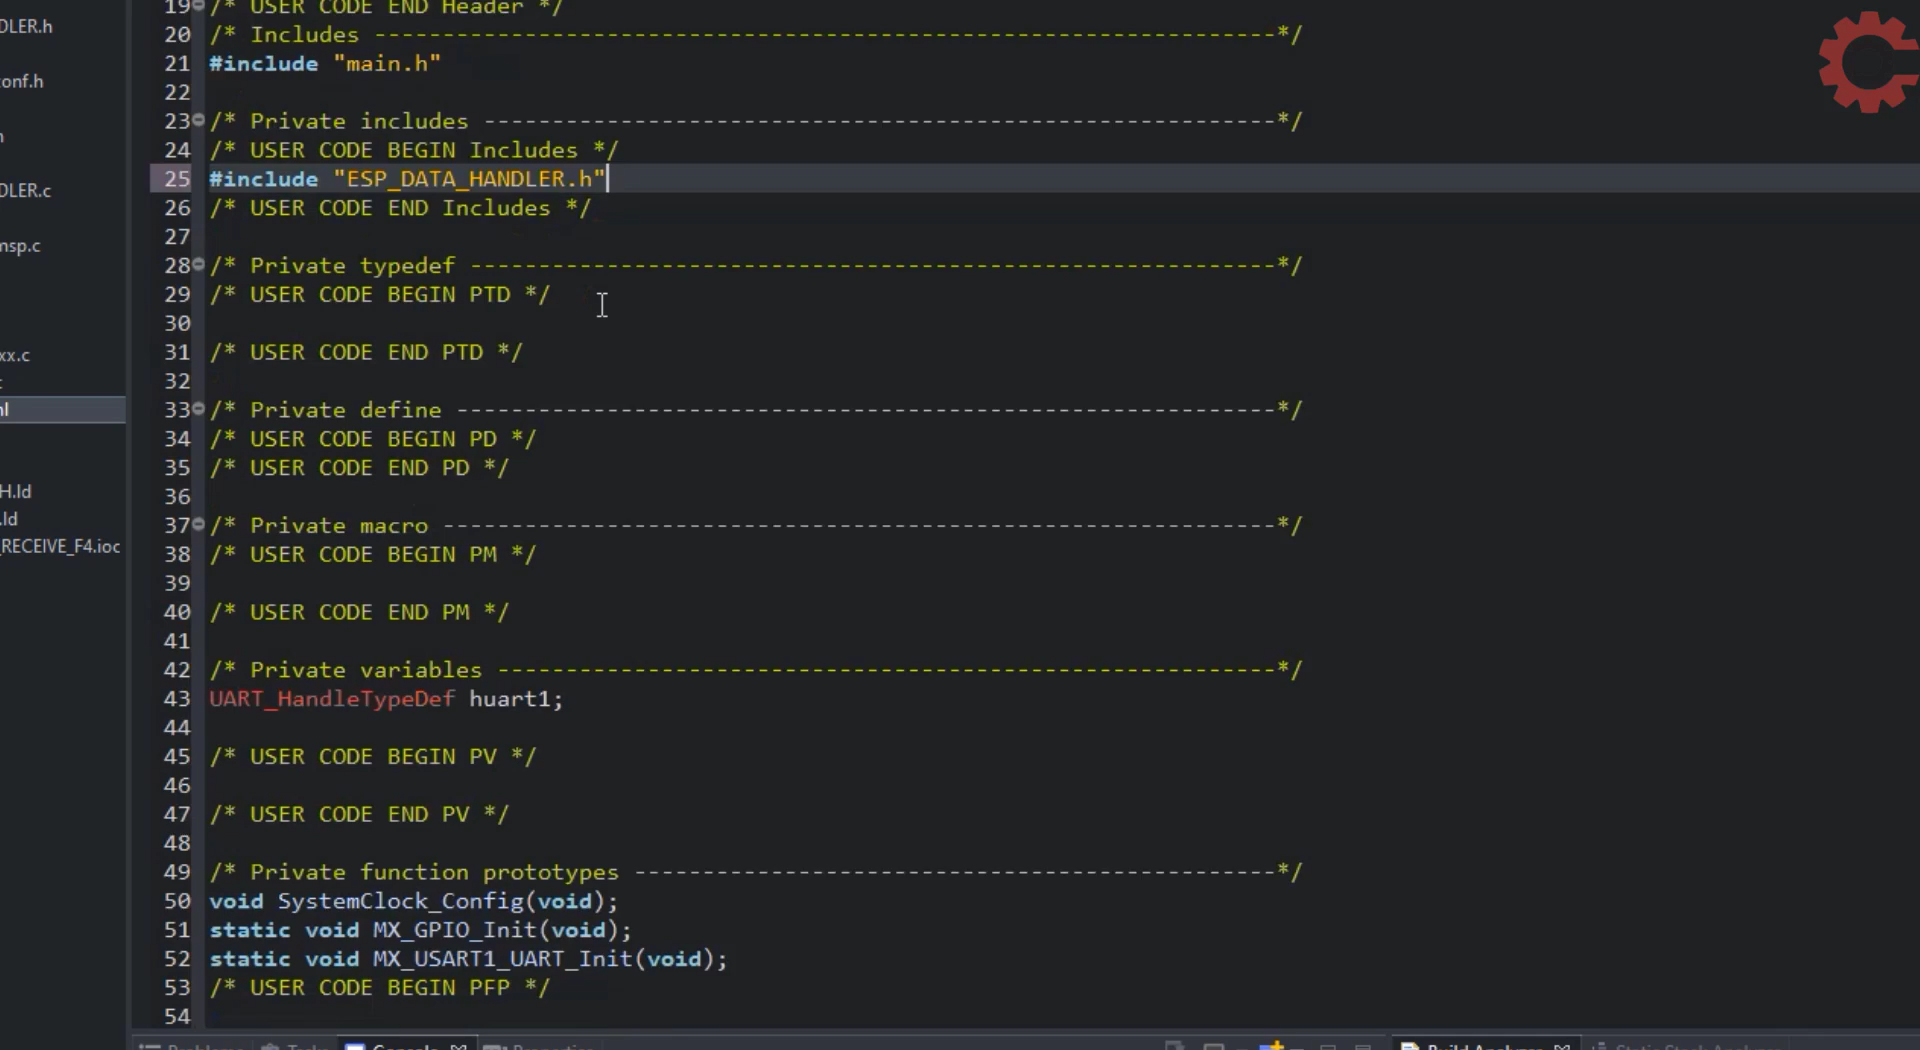 DLER.h
onf.h
DLER.c
msp.c
xx.c
H.ld
.ld
_RECEIVE_F4.ioc
19 /* USER CODE END Header */
20 /* Includes ------------------------------------------------------------------*/
21 #include "main.h"
22
23 /* Private includes ----------------------------------------------------------*/
24 /* USER CODE BEGIN Includes */
25 #include "ESP_DATA_HANDLER.h"
26 /* USER CODE END Includes */
27
28 /* Private typedef -----------------------------------------------------------*/
29 /* USER CODE BEGIN PTD */
30
31 /* USER CODE END PTD */
32
33 /* Private define ------------------------------------------------------------*/
34 /* USER CODE BEGIN PD */
35 /* USER CODE END PD */
36
37 /* Private macro -------------------------------------------------------------*/
38 /* USER CODE BEGIN PM */
39
40 /* USER CODE END PM */
41
42 /* Private variables ---------------------------------------------------------*/
43 UART_HandleTypeDef huart1;
44
45 /* USER CODE BEGIN PV */
46
47 /* USER CODE END PV */
48
49 /* Private function prototypes -----------------------------------------------*/
50 void SystemClock_Config(void);
51 static void MX_GPIO_Init(void);
52 static void MX_USART1_UART_Init(void);
53 /* USER CODE BEGIN PFP */
54